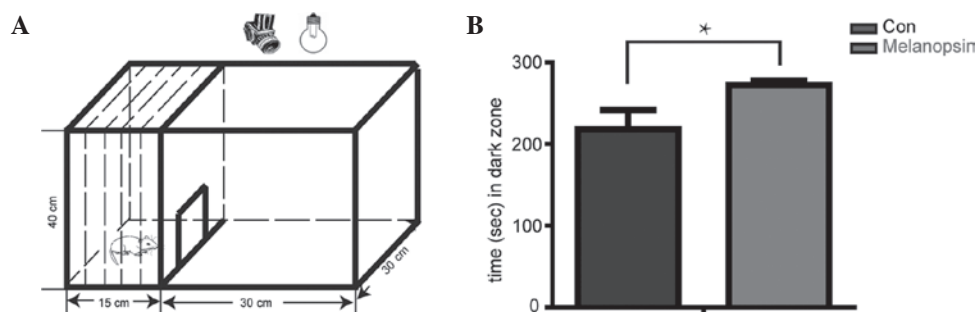 A
40 cm
15 cm
30 cm
30 cm
B
Con
Melanopsin
*
time (sec) in dark zone
300
200
100
0